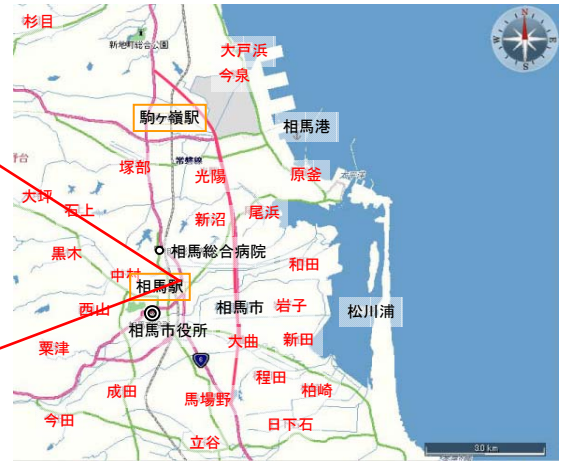 杉目
新地町総合公園
大戸浜
今泉
駒ヶ嶺駅
相馬港
常磐線
塚部
光陽
原釜
大坪
石上
新沼
尾浜
黒木
相馬総合病院
中村
和田
相馬駅
西山
相馬市
岩子
松川浦
相馬市役所
大曲
新田
粟津
6
程田
成田
馬場野
柏崎
今田
日下石
立谷
3.0 km
N